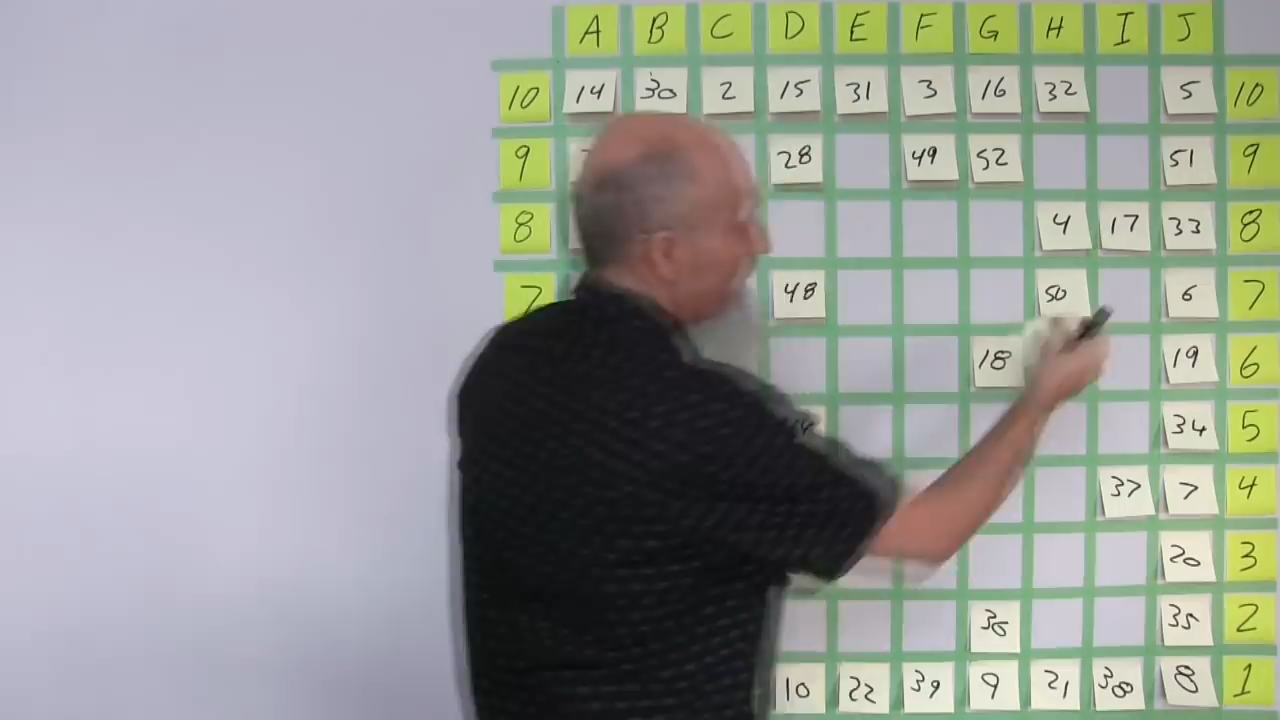 A B C D E F G H I J
10 14 30 2 15 31 3 16 32 5 10
9 28 49 52 51 9
8 4 17 33 8
7 48 50 6 7
18 19 6
34 5
37 7 4
20 3
36 35 2
10 22 39 9 21 38 8 1